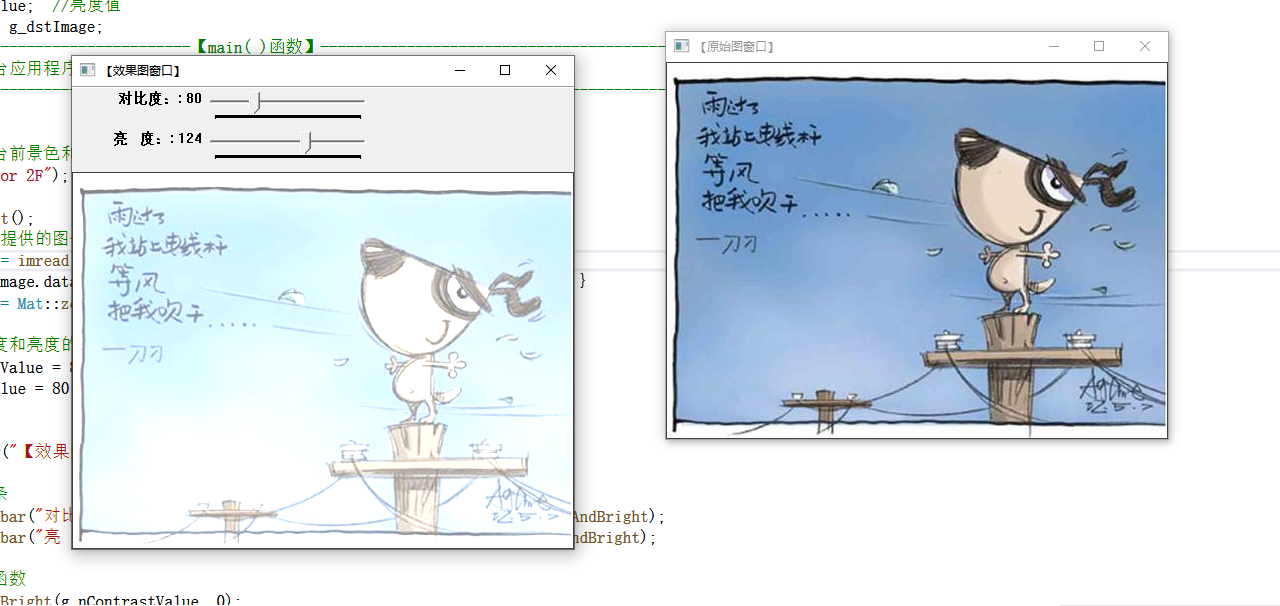 lue;  //亮度值
g_dstImage;
【main( )函数】
台应用程序
【效果图窗口】
对比度：:80
亮 度：:124
【原始图窗口】
台前景色和
or 2F");
t();
提供的图
= imread
mage.data
}
= Mat::ze
度和亮度的
Value = 8
lue = 80
("【效果
条
bar("对比
AndBright);
bar("亮
ndBright);
函数
Bright(g_nContrastValue, 0);
雨过了
我站上电线杆
等风
把我吹干.....
一刀刃
雨过了
我站上电线杆
等风
把我吹干.....
一刀刃